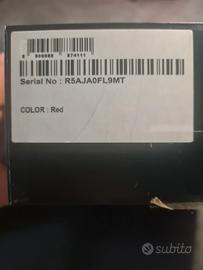 Serial No : R5AJA0FL9MT
COLOR : Red
subito